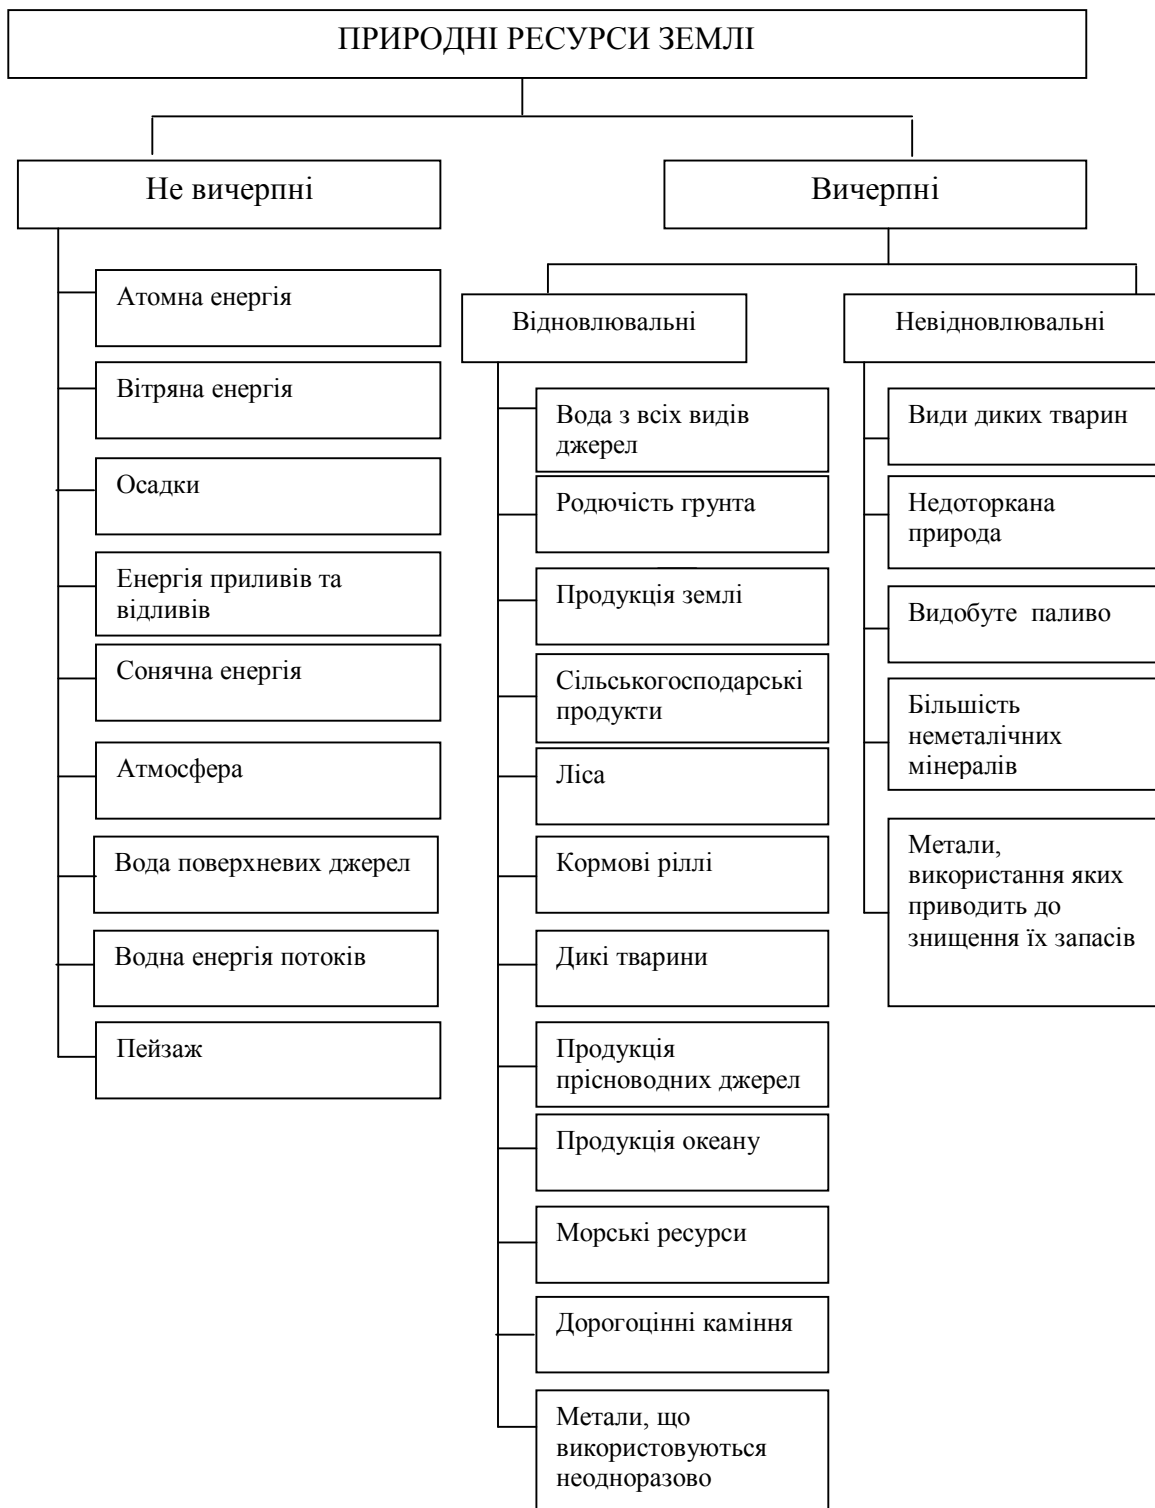 ПРИРОДНІ РЕСУРСИ ЗЕМЛІ
Не вичерпні
Вичерпні
Атомна енергія
Вітряна енергія
Осадки
Енергія приливів та
відливів
Сонячна енергія
Атмосфера
Вода поверхневих джерел
Водна енергія потоків
Пейзаж
Відновлювальні
Вода з всіх видів
джерел
Родючість грунта
Продукція землі
Сільськогосподарські
продукти
Ліса
Кормові ріллі
Дикі тварини
Продукція
прісноводних джерел
Продукція океану
Морські ресурси
Дорогоцінні каміння
Метали, що
використовуються
неодноразово
Невідновлювальні
Види диких тварин
Недоторкана
природа
Видобуте паливо
Більшість
неметалічних
мінералів
Метали,
використання яких
приводить до
знищення їх запасів